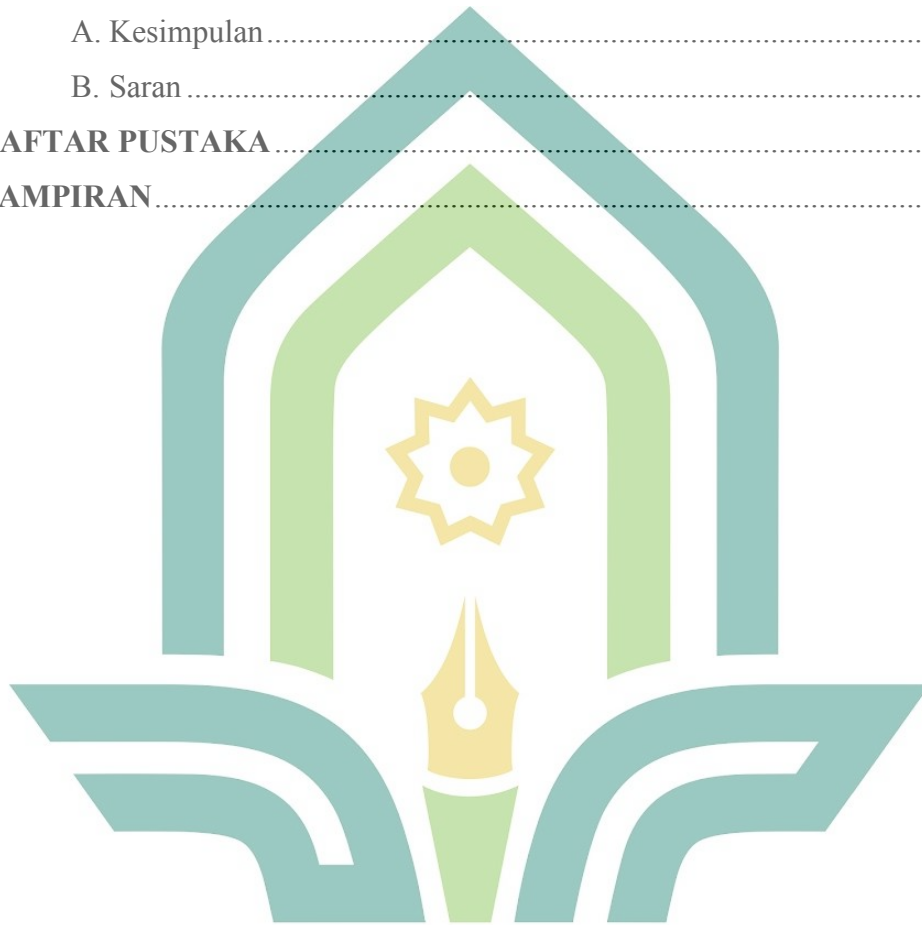 A. Kesimpulan........................................................................................
B. Saran..................................................................................................
AFTAR PUSTAKA..............................................................................
AMPIRAN.............................................................................................